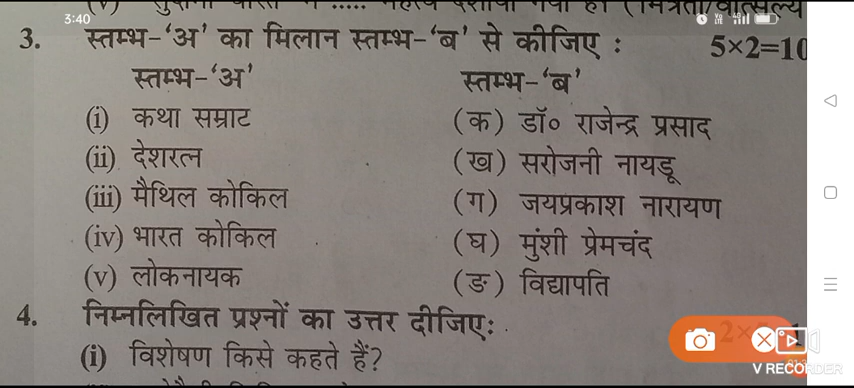 3:40
3. स्तम्भ-‘अ’ का मिलान स्तम्भ-‘ब’ से कीजिए : 5×2=10
स्तम्भ-‘अ’ स्तम्भ-‘ब’
(i) कथा सम्राट (क) डॉ० राजेन्द्र प्रसाद
(ii) देशरत्न (ख) सरोजनी नायडू
(iii) मैथिल कोकिल (ग) जयप्रकाश नारायण
(iv) भारत कोकिल (घ) मुंशी प्रेमचंद
(v) लोकनायक (ङ) विद्यापति
4. निम्नलिखित प्रश्नों का उत्तर दीजिए:
(i) विशेषण किसे कहते हैं?
V RECORDER